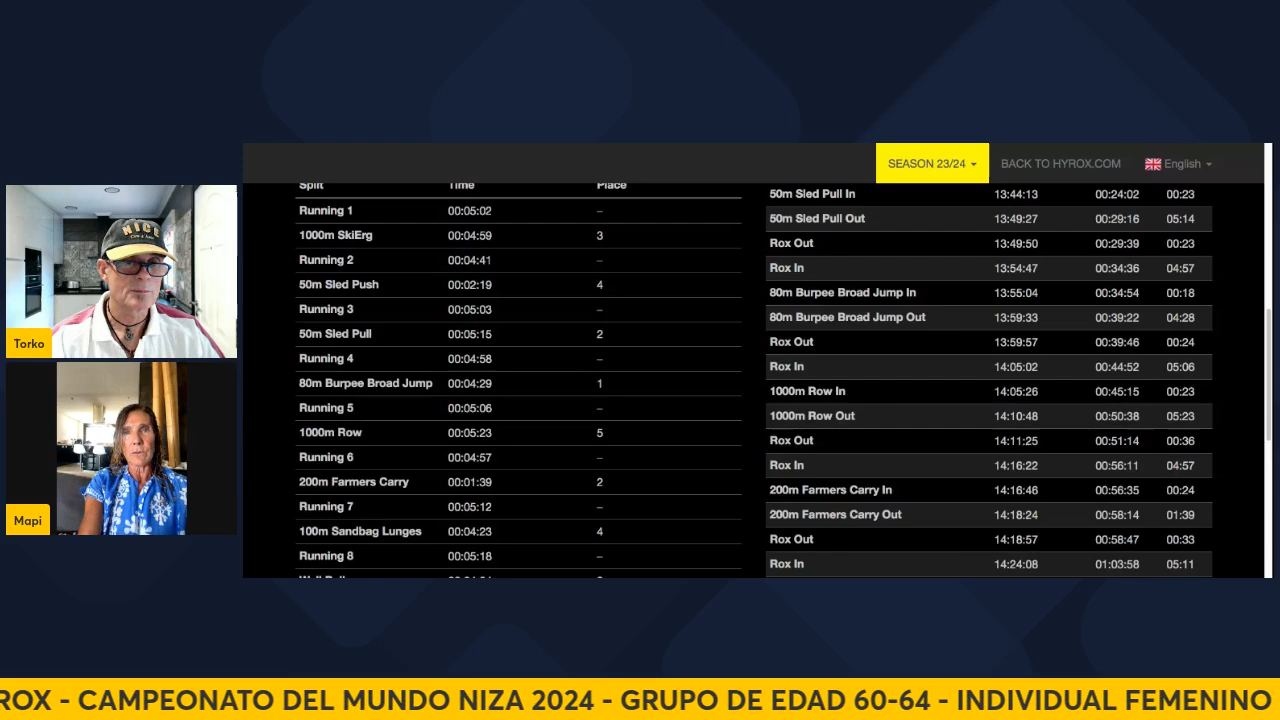 SEASON 23/24
BACK TO HYROX.COM
English
Split Time Place
Running 1 00:05:02 –
1000m SkiErg 00:04:59 3
Running 2 00:04:41 –
50m Sled Push 00:02:19 4
Running 3 00:05:03 –
50m Sled Pull 00:05:15 2
Running 4 00:04:58 –
80m Burpee Broad Jump 00:04:29 1
Running 5 00:05:06 –
1000m Row 00:05:23 5
Running 6 00:04:57 –
200m Farmers Carry 00:01:39 2
Running 7 00:05:12 –
100m Sandbag Lunges 00:04:23 4
Running 8 00:05:18 –
50m Sled Pull In 13:44:13 00:24:02 00:23
50m Sled Pull Out 13:49:27 00:29:16 05:14
Rox Out 13:49:50 00:29:39 00:23
Rox In 13:54:47 00:34:36 04:57
80m Burpee Broad Jump In 13:55:04 00:34:54 00:18
80m Burpee Broad Jump Out 13:59:33 00:39:22 04:28
Rox Out 13:59:57 00:39:46 00:24
Rox In 14:05:02 00:44:52 05:06
1000m Row In 14:05:26 00:45:15 00:23
1000m Row Out 14:10:48 00:50:38 05:23
Rox Out 14:11:25 00:51:14 00:36
Rox In 14:16:22 00:56:11 04:57
200m Farmers Carry In 14:16:46 00:56:35 00:24
200m Farmers Carry Out 14:18:24 00:58:14 01:39
Rox Out 14:18:57 00:58:47 00:33
Rox In 14:24:08 01:03:58 05:11
NICE
Torko
Mapi
ROX - CAMPEONATO DEL MUNDO NIZA 2024 - GRUPO DE EDAD 60-64 - INDIVIDUAL FEMENINO